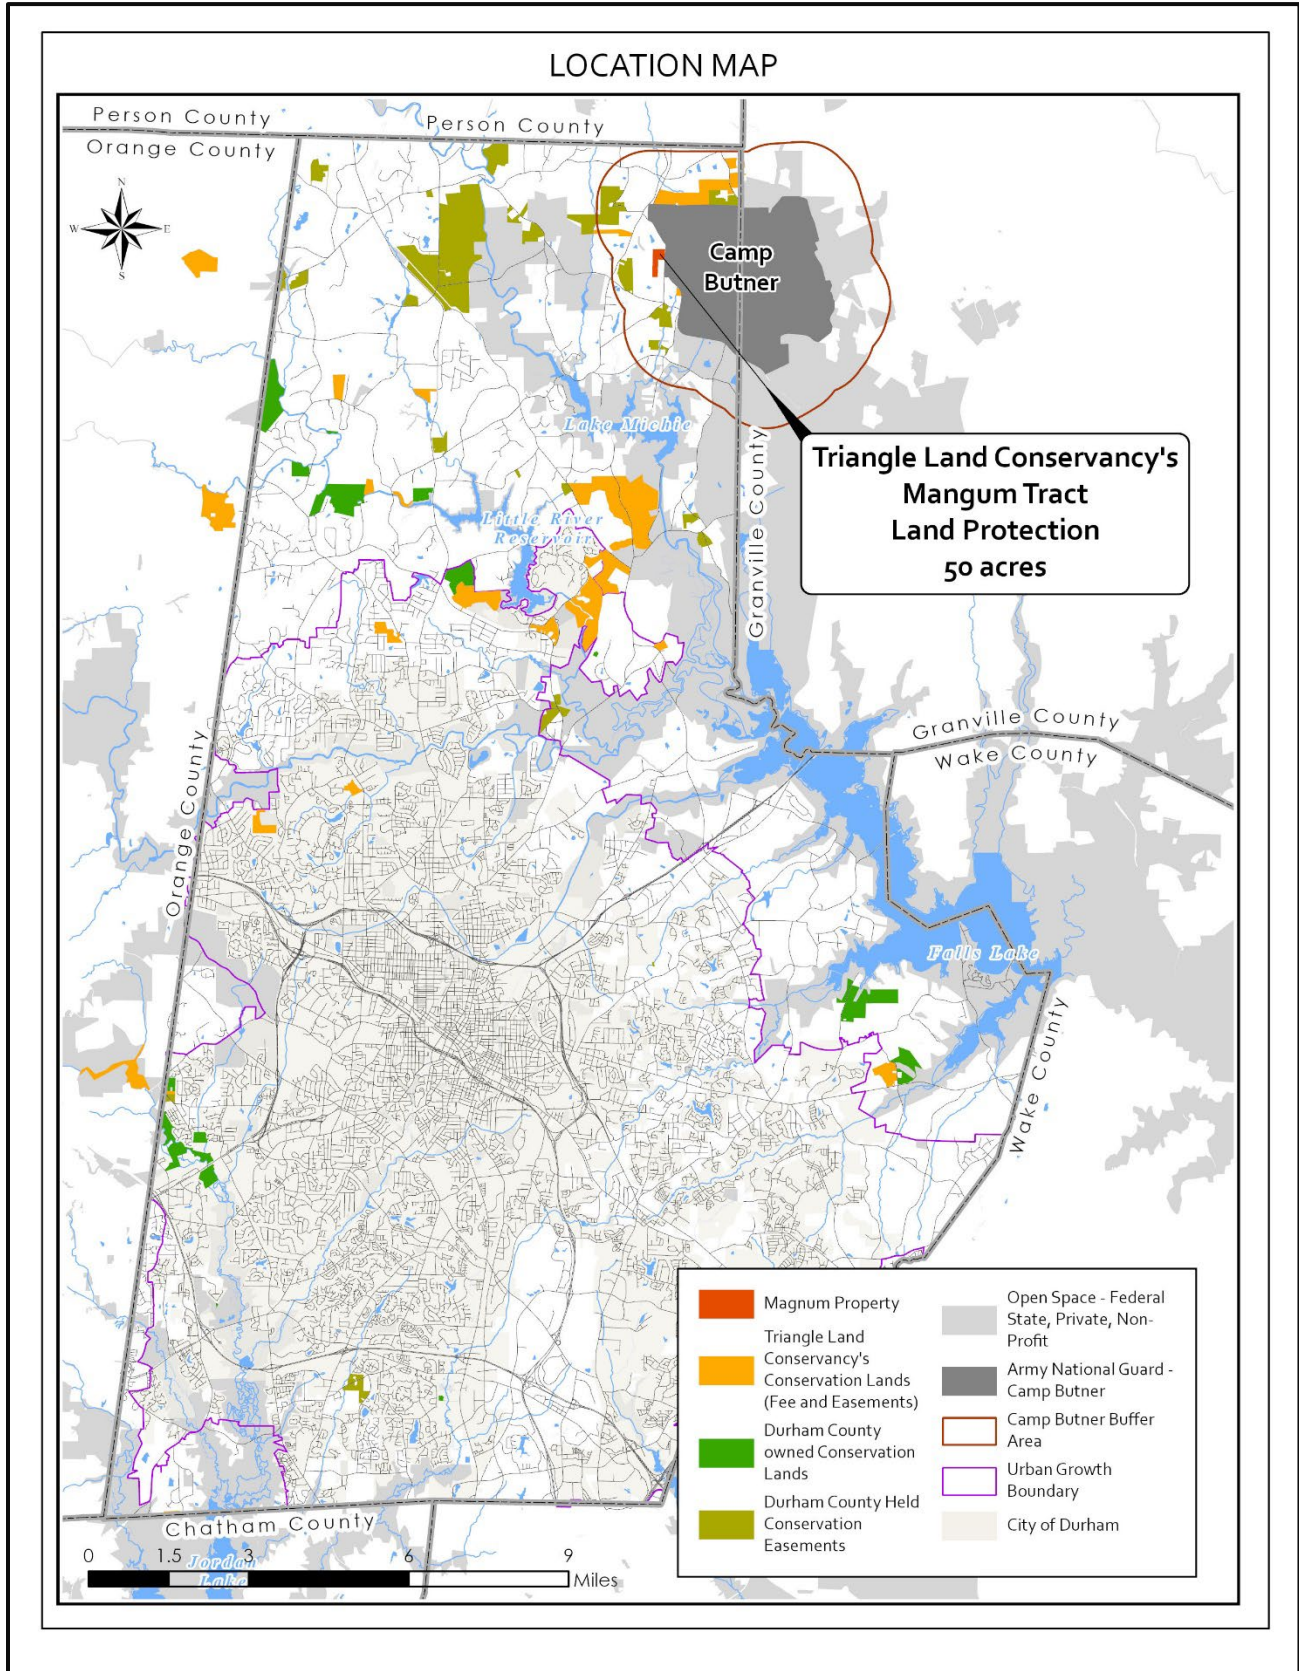 LOCATION MAP
Person County
Person County
Orange County
N
W
E
S
Camp
Butner
Lake Michie
Triangle Land Conservancy's
Mangum Tract
Land Protection
50 acres
Granville County
Little River
Reservoir
Granville County
Wake County
Orange County
Falls Lake
Wake County
Magnum Property
Triangle Land
Conservancy's
Conservation Lands
(Fee and Easements)
Durham County
owned Conservation
Lands
Durham County Held
Conservation
Easements
Open Space - Federal
State, Private, Non-
Profit
Army National Guard -
Camp Butner
Camp Butner Buffer
Area
Urban Growth
Boundary
City of Durham
Chatham County
Jordan
Lake
0 1.5 3 6 9
Miles